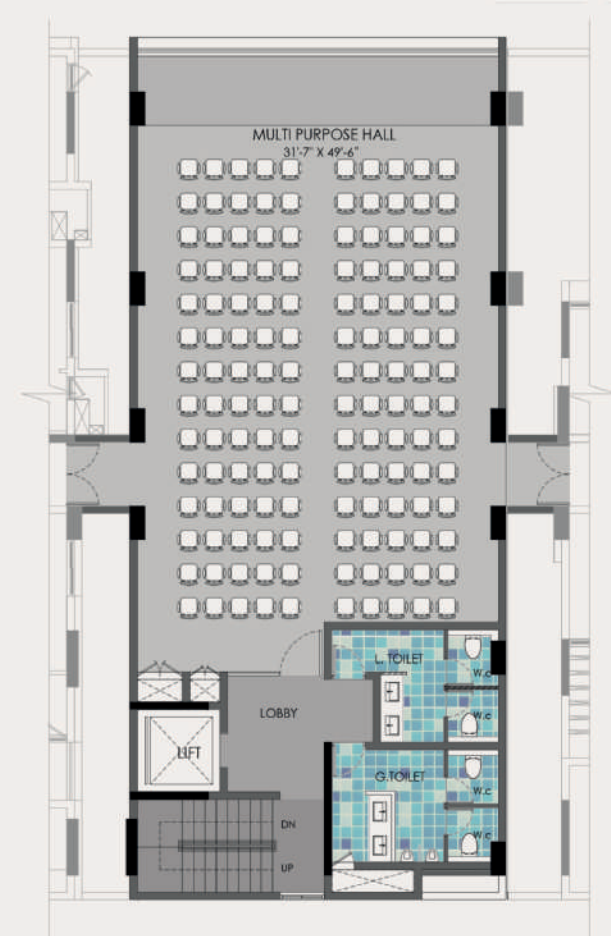 MULTI PURPOSE HALL
31'-7" X 49'-6"
L. TOILET
W.c
LOBBY
W.c
LIFT
G.TOILET
W.c
DN
W.c
UP